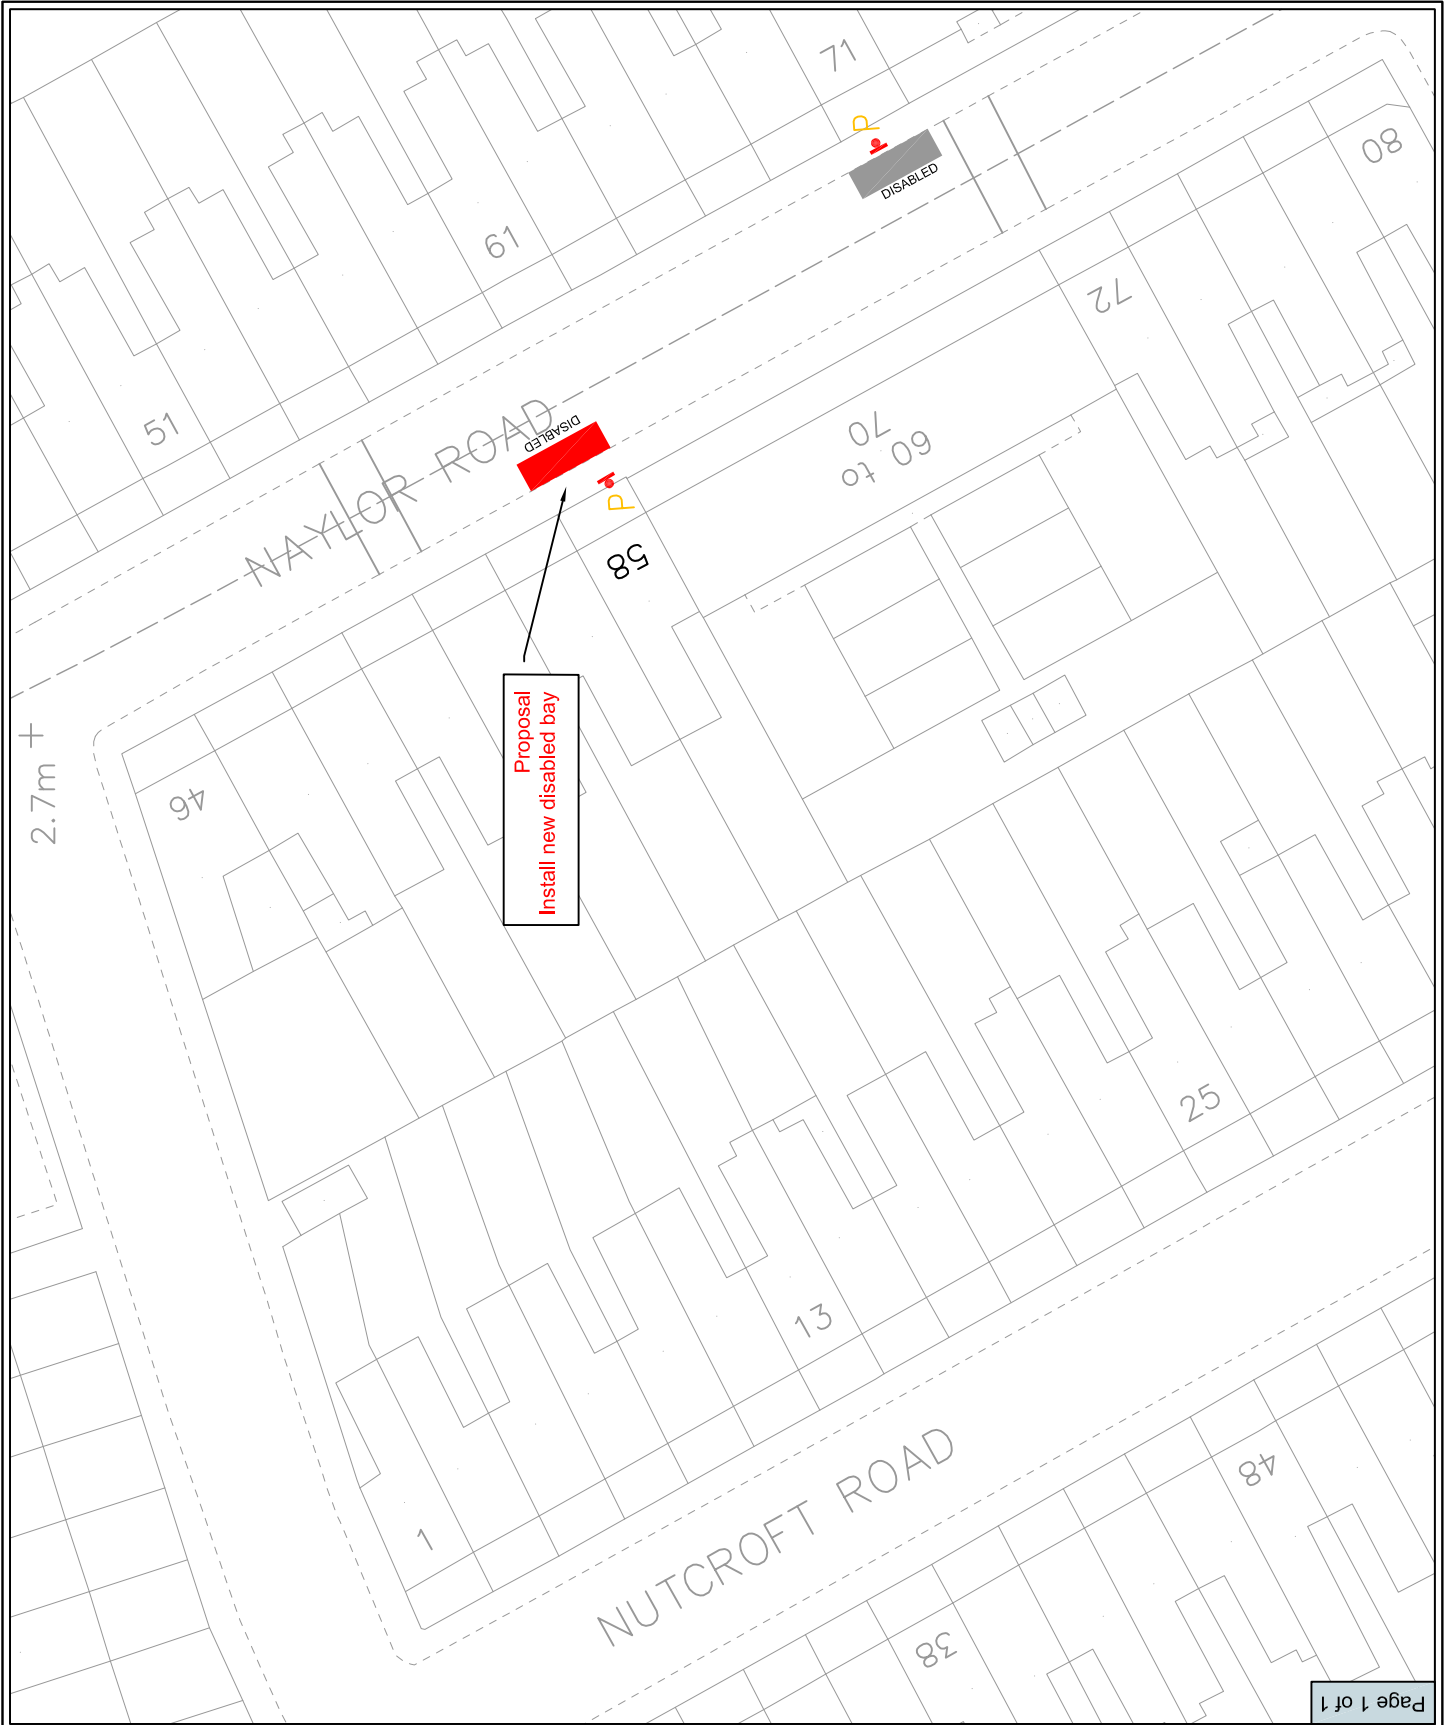 71
80
P
DISABLED
61
72
51
NAYLOR ROAD
DISABLED
P
58
60 to
70
2.7m
46
Proposal
Install new disabled bay
25
13
1
NUTCROFT ROAD
48
38
Page 1 of 1